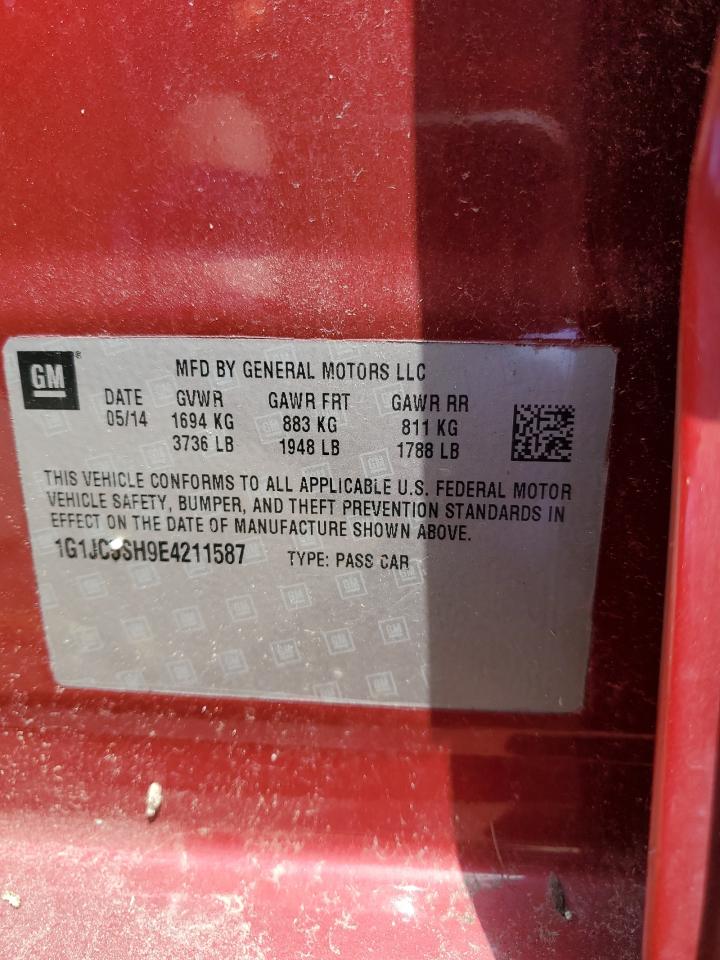 GM
MFD BY GENERAL MOTORS LLC
DATE GVWR GAWR FRT GAWR RR
05/14 1694 KG 883 KG 811 KG
3736 LB 1948 LB 1788 LB
THIS VEHICLE CONFORMS TO ALL APPLICABLE U.S. FEDERAL MOTOR
VEHICLE SAFETY, BUMPER, AND THEFT PREVENTION STANDARDS IN
EFFECT ON THE DATE OF MANUFACTURE SHOWN ABOVE.
1G1JC5SH9E4211587 TYPE: PASS CAR